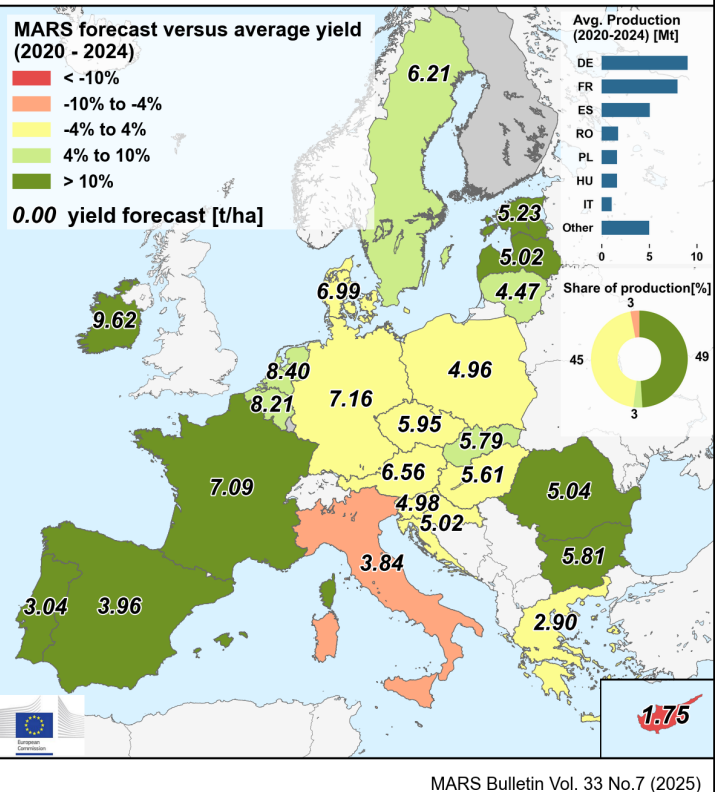 MARS forecast versus average yield
(2020 - 2024)
< -10%
-10% to -4%
-4% to 4%
4% to 10%
> 10%
0.00 yield forecast [t/ha]
Avg. Production
(2020-2024) [Mt]
DE
FR
ES
RO
PL
HU
IT
Other
0 5 10
Share of production[%]
3
45
49
3
6.21
5.23
5.02
4.47
6.99
9.62
8.40
8.21
7.16
4.96
5.95
5.79
6.56
5.61
7.09
4.98
5.02
5.04
5.81
3.84
3.04
3.96
2.90
1.75
European
Commission
MARS Bulletin Vol. 33 No.7 (2025)